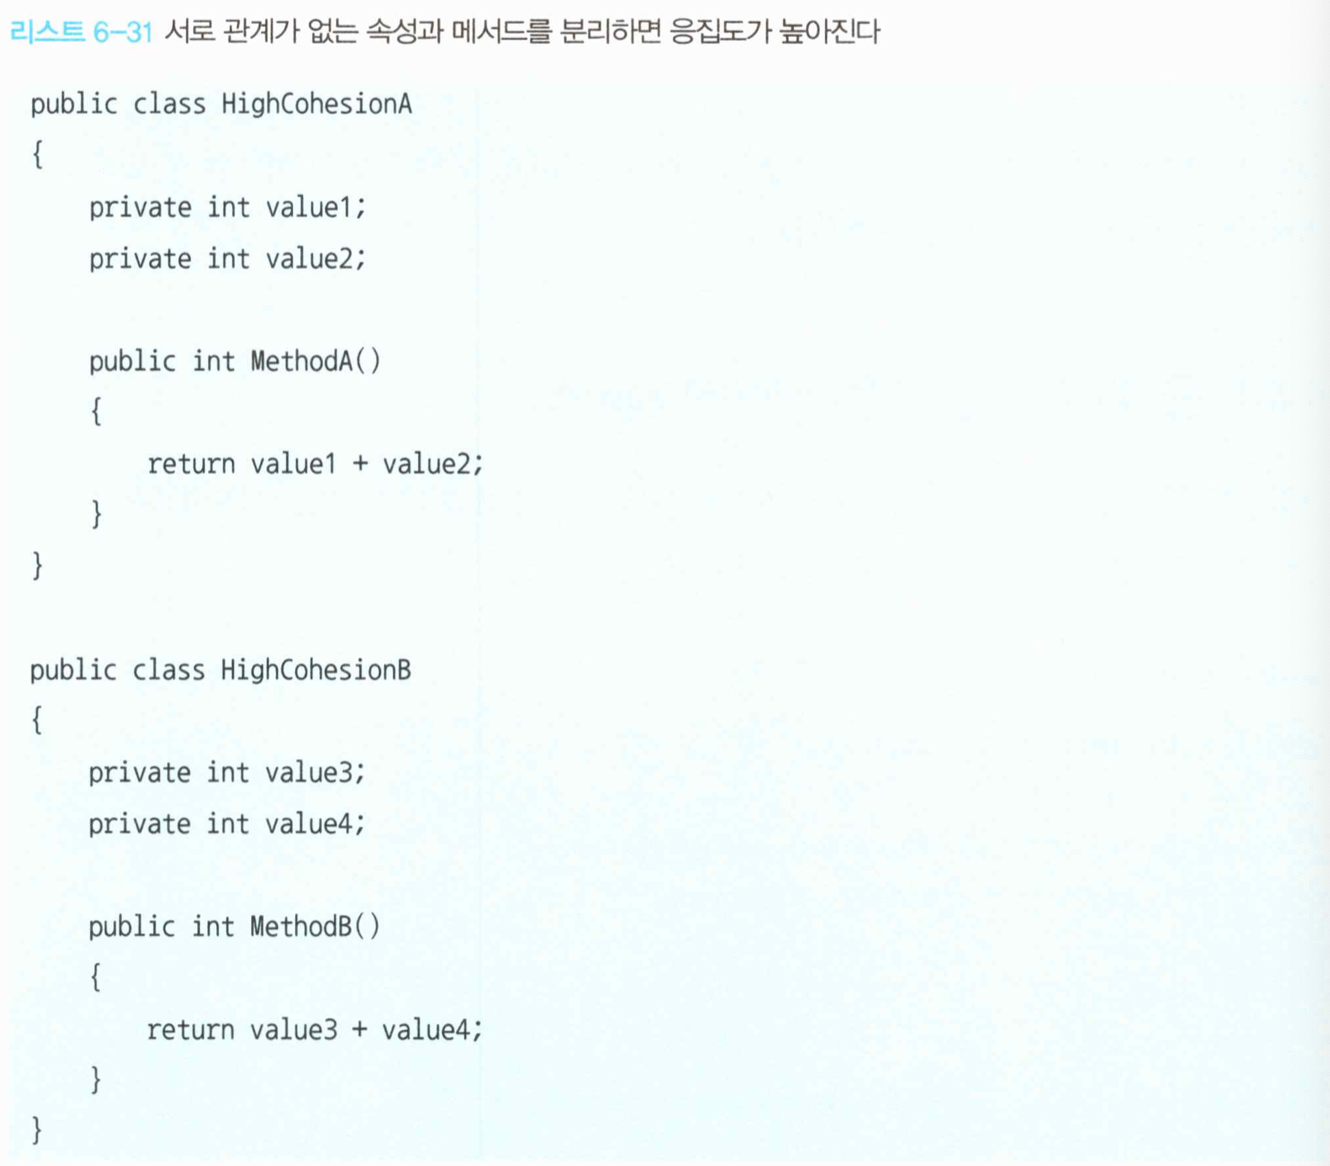 리스트 6-31 서로 관계가 없는 속성과 메서드를 분리하면 응집도가 높아진다
public class HighCohesionA
{
    private int value1;
    private int value2;

    public int MethodA()
    {
        return value1 + value2;
    }
}

public class HighCohesionB
{
    private int value3;
    private int value4;

    public int MethodB()
    {
        return value3 + value4;
    }
}